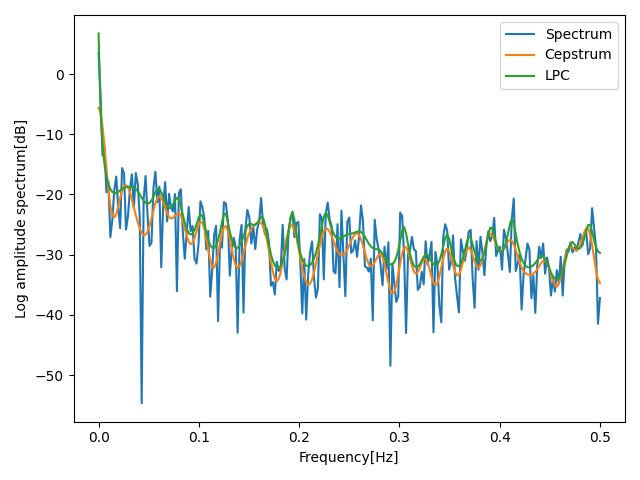 Spectrum
Cepstrum
LPC
Log amplitude spectrum[dB]
0
−10
−20
−30
−40
−50
0.0 0.1 0.2 0.3 0.4 0.5
Frequency[Hz]